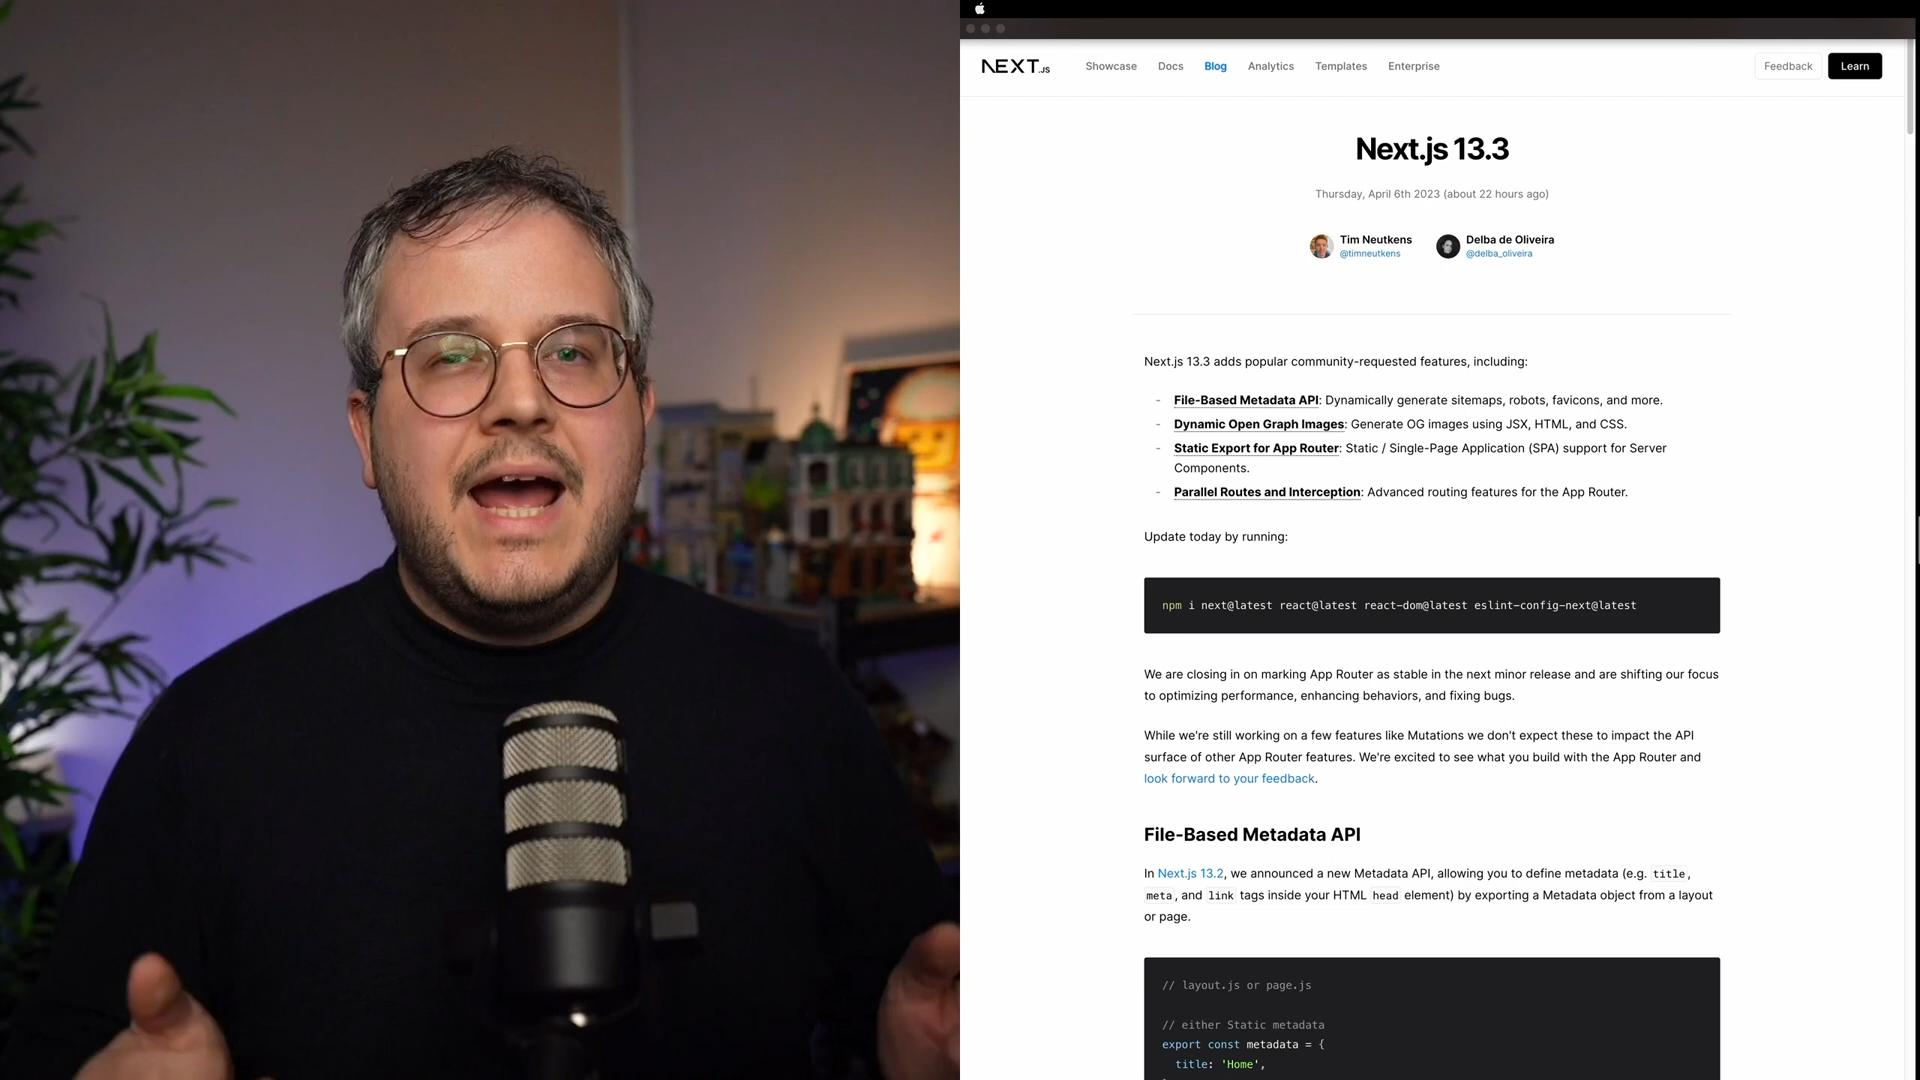 NEXT.JS Showcase Docs Blog Analytics Templates Enterprise Feedback Learn
Next.js 13.3
Thursday, April 6th 2023 (about 22 hours ago)
Tim Neutkens Delba de Oliveira
@timneutkens @delba_oliveira
Next.js 13.3 adds popular community-requested features, including:
- File-Based Metadata API: Dynamically generate sitemaps, robots, favicons, and more.
- Dynamic Open Graph Images: Generate OG images using JSX, HTML, and CSS.
- Static Export for App Router: Static / Single-Page Application (SPA) support for Server
Components.
- Parallel Routes and Interception: Advanced routing features for the App Router.
Update today by running:
npm i next@latest react@latest react-dom@latest eslint-config-next@latest
We are closing in on marking App Router as stable in the next minor release and are shifting our focus
to optimizing performance, enhancing behaviors, and fixing bugs.
While we're still working on a few features like Mutations we don't expect these to impact the API
surface of other App Router features. We're excited to see what you build with the App Router and
look forward to your feedback.
File-Based Metadata API
In Next.js 13.2, we announced a new Metadata API, allowing you to define metadata (e.g. title,
meta, and link tags inside your HTML head element) by exporting a Metadata object from a layout
or page.
// layout.js or page.js
// either Static metadata
export const metadata = {
title: 'Home',